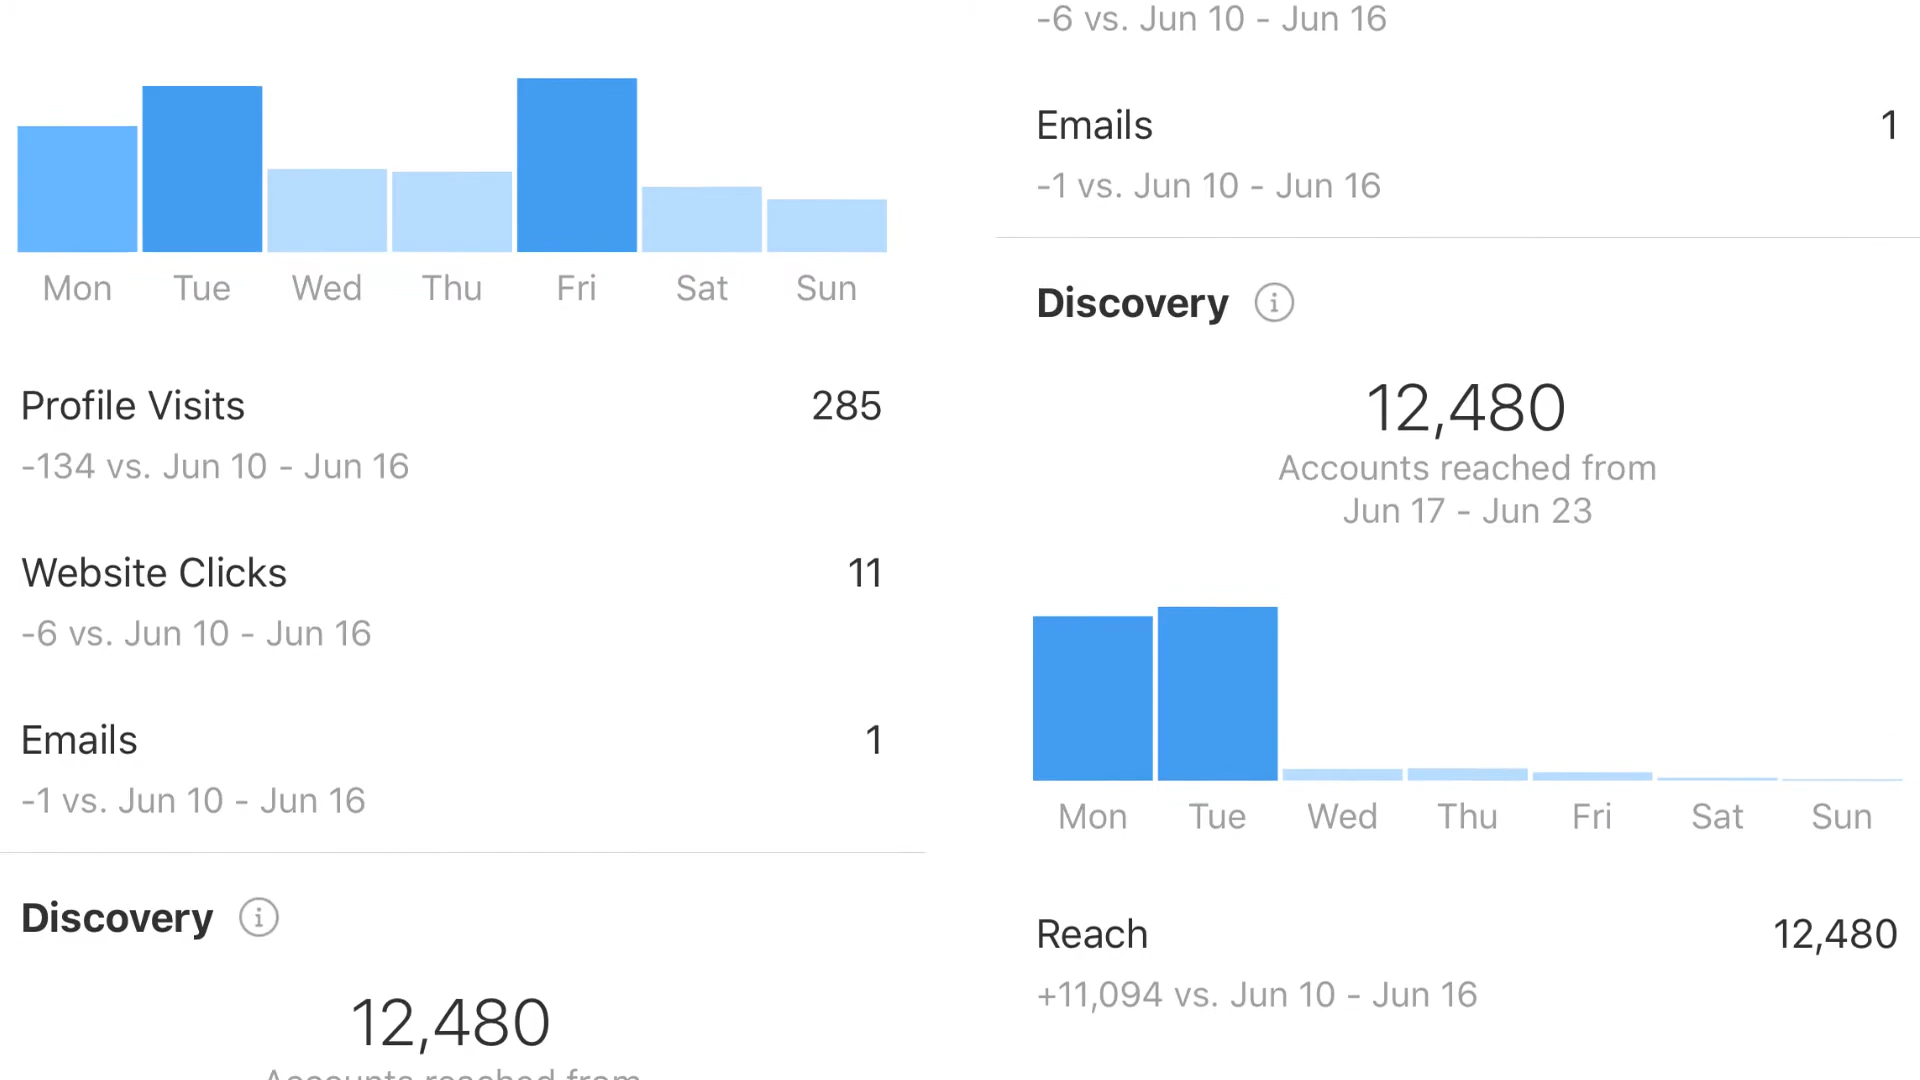 Mon Tue Wed Thu Fri Sat Sun
Profile Visits 285
-134 vs. Jun 10 - Jun 16
Website Clicks 11
-6 vs. Jun 10 - Jun 16
Emails 1
-1 vs. Jun 10 - Jun 16
Discovery
12,480
Accounts reached from
-6 vs. Jun 10 - Jun 16
Emails 1
-1 vs. Jun 10 - Jun 16
Discovery
12,480
Accounts reached from
Jun 17 - Jun 23
Mon Tue Wed Thu Fri Sat Sun
Reach 12,480
+11,094 vs. Jun 10 - Jun 16